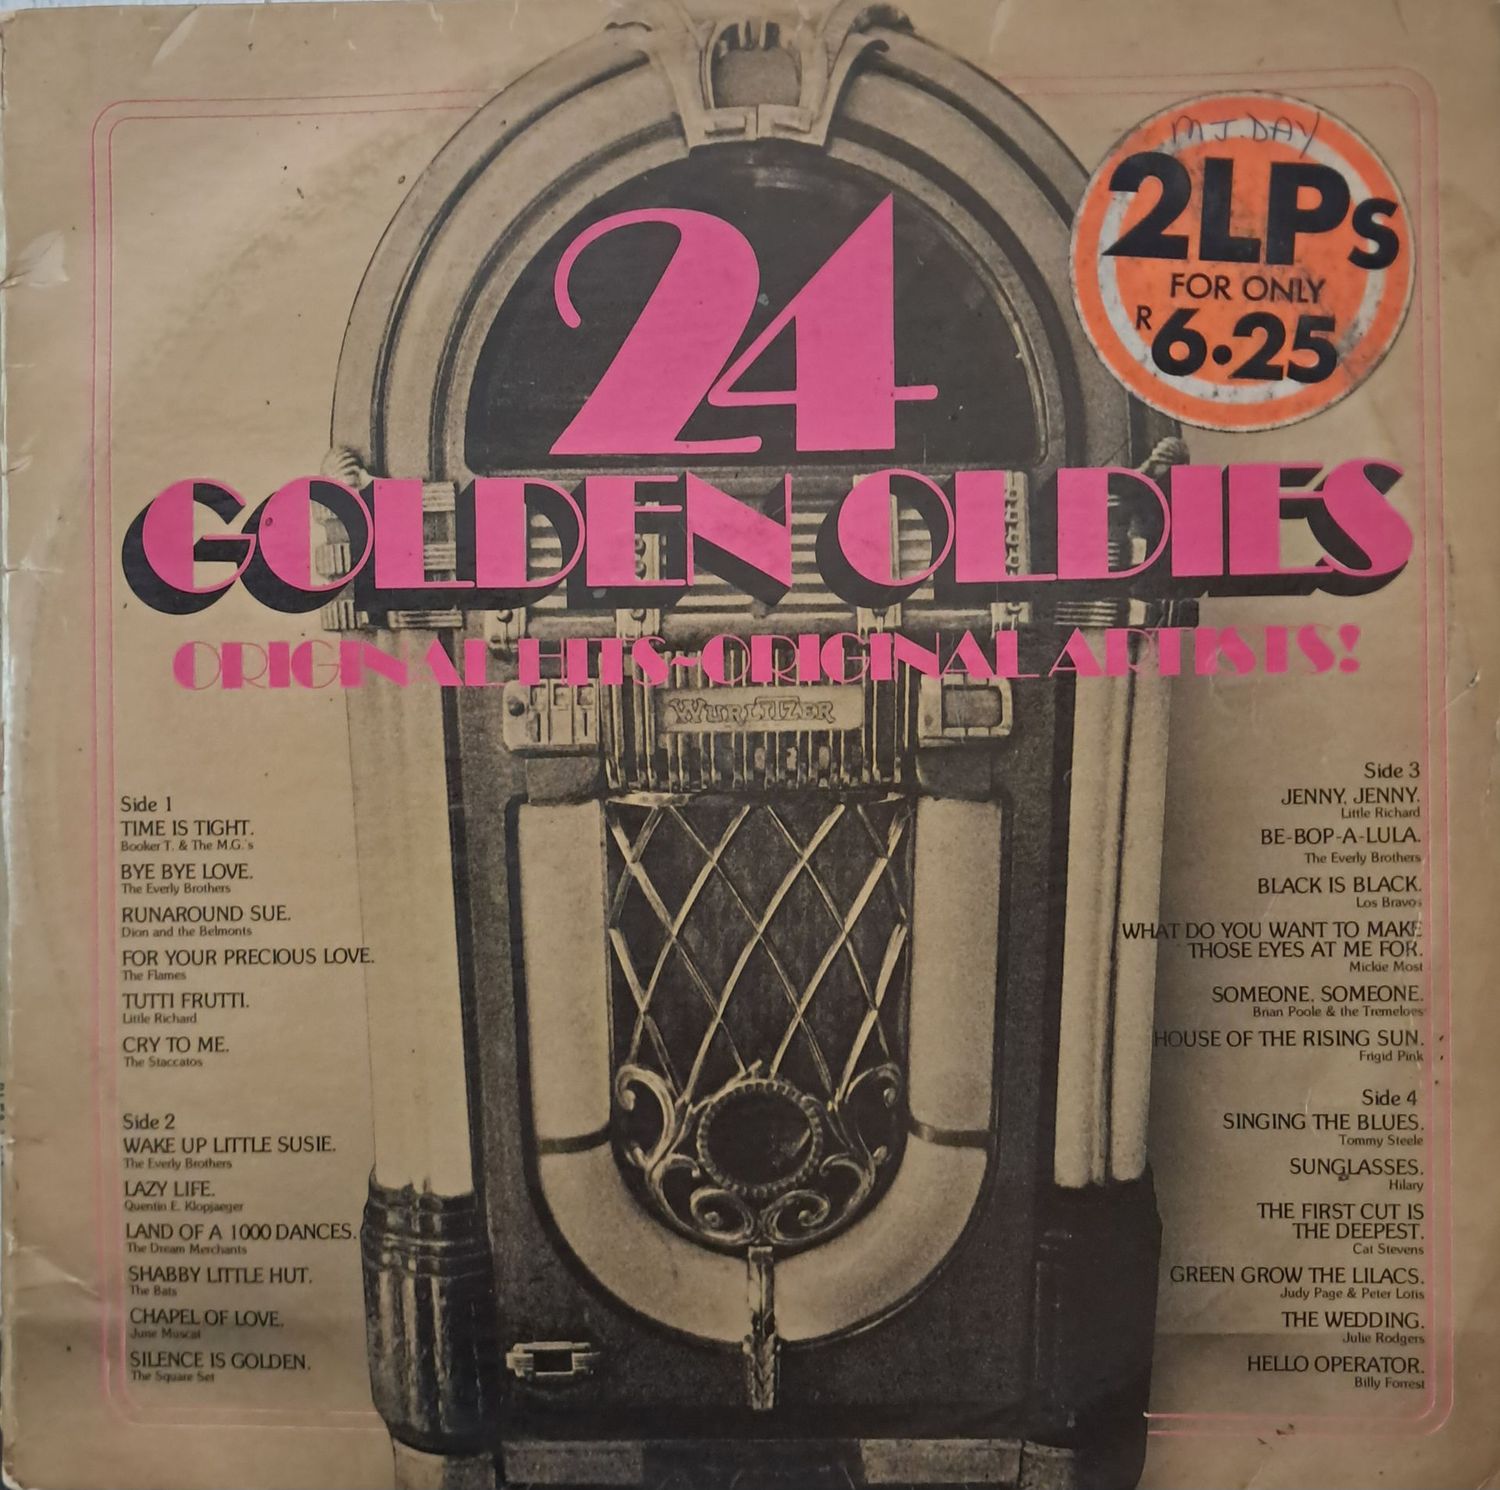 M.J. DAY
2LPs
FOR ONLY
R6.25
24
GOLDEN OLDIES
ORIGINAL HITS-ORIGINAL ARTISTS!
WURLITZER
Side 1
TIME IS TIGHT.
Booker T. & The M.G.'s
BYE BYE LOVE.
The Everly Brothers
RUNAROUND SUE.
Dion and the Belmonts
FOR YOUR PRECIOUS LOVE.
The Flames
TUTTI FRUTTI.
Little Richard
CRY TO ME.
The Staccatos
Side 2
WAKE UP LITTLE SUSIE.
The Everly Brothers
LAZY LIFE.
Quentin E. Klopjaeger
LAND OF A 1000 DANCES.
The Dream Merchants
SHABBY LITTLE HUT.
The Bats
CHAPEL OF LOVE.
June Muscat
SILENCE IS GOLDEN.
The Square Set
Side 3
JENNY, JENNY.
Little Richard
BE-BOP-A-LULA.
The Everly Brothers
BLACK IS BLACK.
Los Bravos
WHAT DO YOU WANT TO MAKE
THOSE EYES AT ME FOR.
Mickie Most
SOMEONE, SOMEONE.
Brian Poole & the Tremeloes
HOUSE OF THE RISING SUN.
Frigid Pink
Side 4
SINGING THE BLUES.
Tommy Steele
SUNGLASSES.
Hilary
THE FIRST CUT IS
THE DEEPEST.
Cat Stevens
GREEN GROW THE LILACS.
Judy Page & Peter Lotis
THE WEDDING.
Julie Rodgers
HELLO OPERATOR.
Billy Forrest